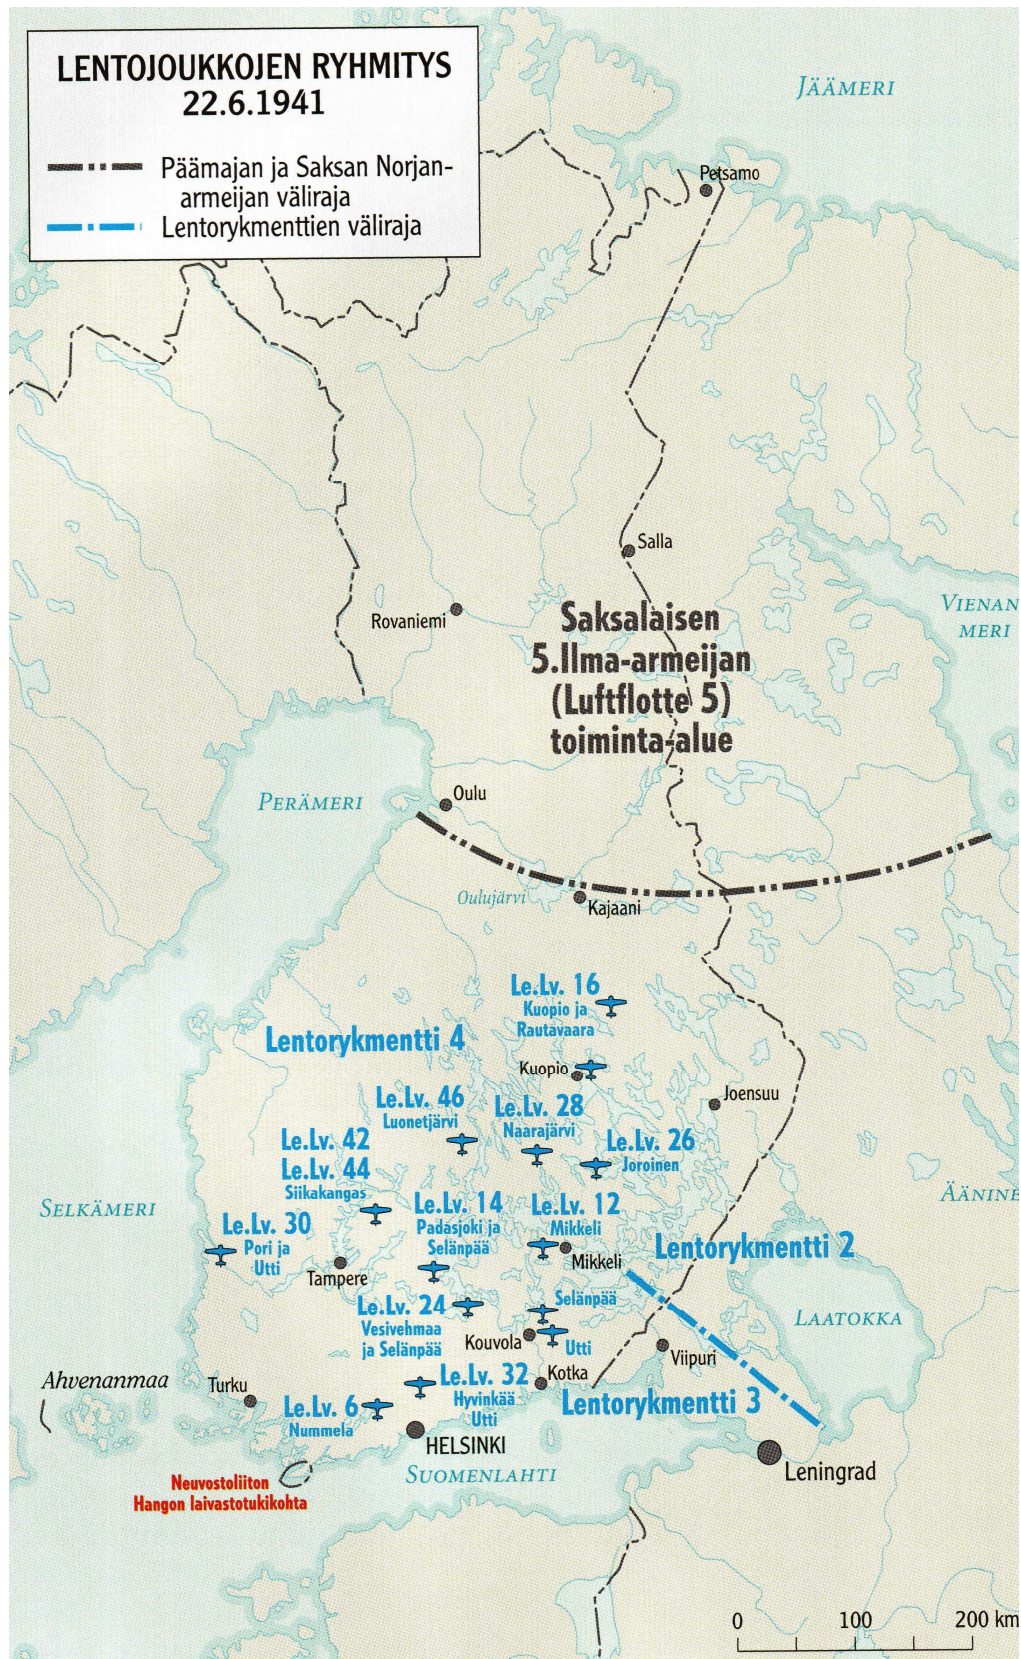 LENTOJOUKKOJEN RYHMITYS
22.6.1941
Päämajan ja Saksan Norjan-
armeijan väliraja
Lentorykmenttien väliraja
JÄÄMERI
Petsamo
Salla
Rovaniemi
VIENAN
MERI
Saksalaisen
5.Ilma-armeijan
(Luftflotte 5)
toiminta-alue
PERÄMERI
Oulu
Oulujärvi
Kajaani
Le.Lv. 16
Kuopio ja
Rautavaara
Lentorykmentti 4
Kuopio
Joensuu
Le.Lv. 46
Luonetjärvi
Le.Lv. 28
Naarajärvi
Le.Lv. 42
Le.Lv. 44
Siikakangas
Le.Lv. 26
Joroinen
SELKÄMERI
ÄÄNINE
Le.Lv. 30
Pori ja
Utti
Le.Lv. 14
Padasjoki ja
Selänpää
Le.Lv. 12
Mikkeli
Mikkeli
Lentorykmentti 2
Tampere
Le.Lv. 24
Vesivehmaa
ja Selänpää
Selänpää
Kouvola
Utti
LAATOKKA
Viipuri
Ahvenanmaa
Turku
Le.Lv. 32
Hyvinkää
Utti
Kotka
Lentorykmentti 3
Le.Lv. 6
Nummela
HELSINKI
SUOMENLAHTI
Leningrad
Neuvostoliiton
Hangon laivastotukikohta
0 100 200 km